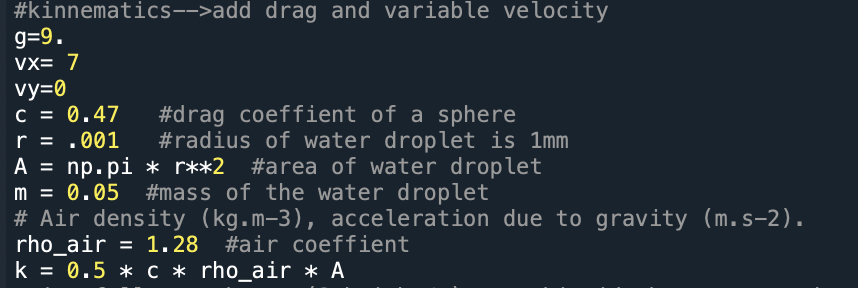 #kinnematics-->add drag and variable velocity
g=9.
vx= 7
vy=0
c = 0.47   #drag coeffient of a sphere
r = .001   #radius of water droplet is 1mm
A = np.pi * r**2  #area of water droplet
m = 0.05  #mass of the water droplet
# Air density (kg.m-3), acceleration due to gravity (m.s-2).
rho_air = 1.28  #air coeffient
k = 0.5 * c * rho_air * A